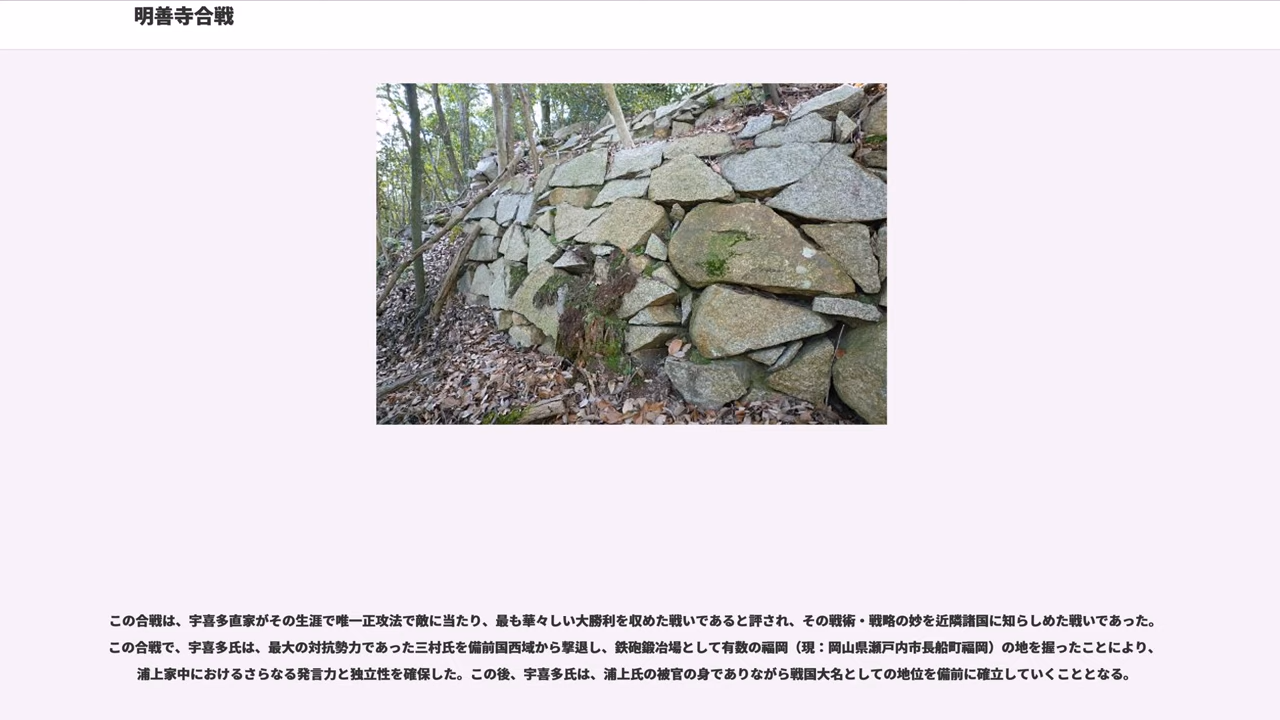 明善寺合戦
この合戦は、宇喜多直家がその生涯で唯一正攻法で敵に当たり、最も華々しい大勝利を収めた戦いであると評され、その戦術・戦略の妙を近隣諸国に知らしめた戦いであった。
この合戦で、宇喜多氏は、最大の対抗勢力であった三村氏を備前国西域から撃退し、鉄砲鍛冶場として有数の福岡（現：岡山県瀬戸内市長船町福岡）の地を握ったことにより、
浦上家中におけるさらなる発言力と独立性を確保した。この後、宇喜多氏は、浦上氏の被官の身でありながら戦国大名としての地位を備前に確立していくこととなる。